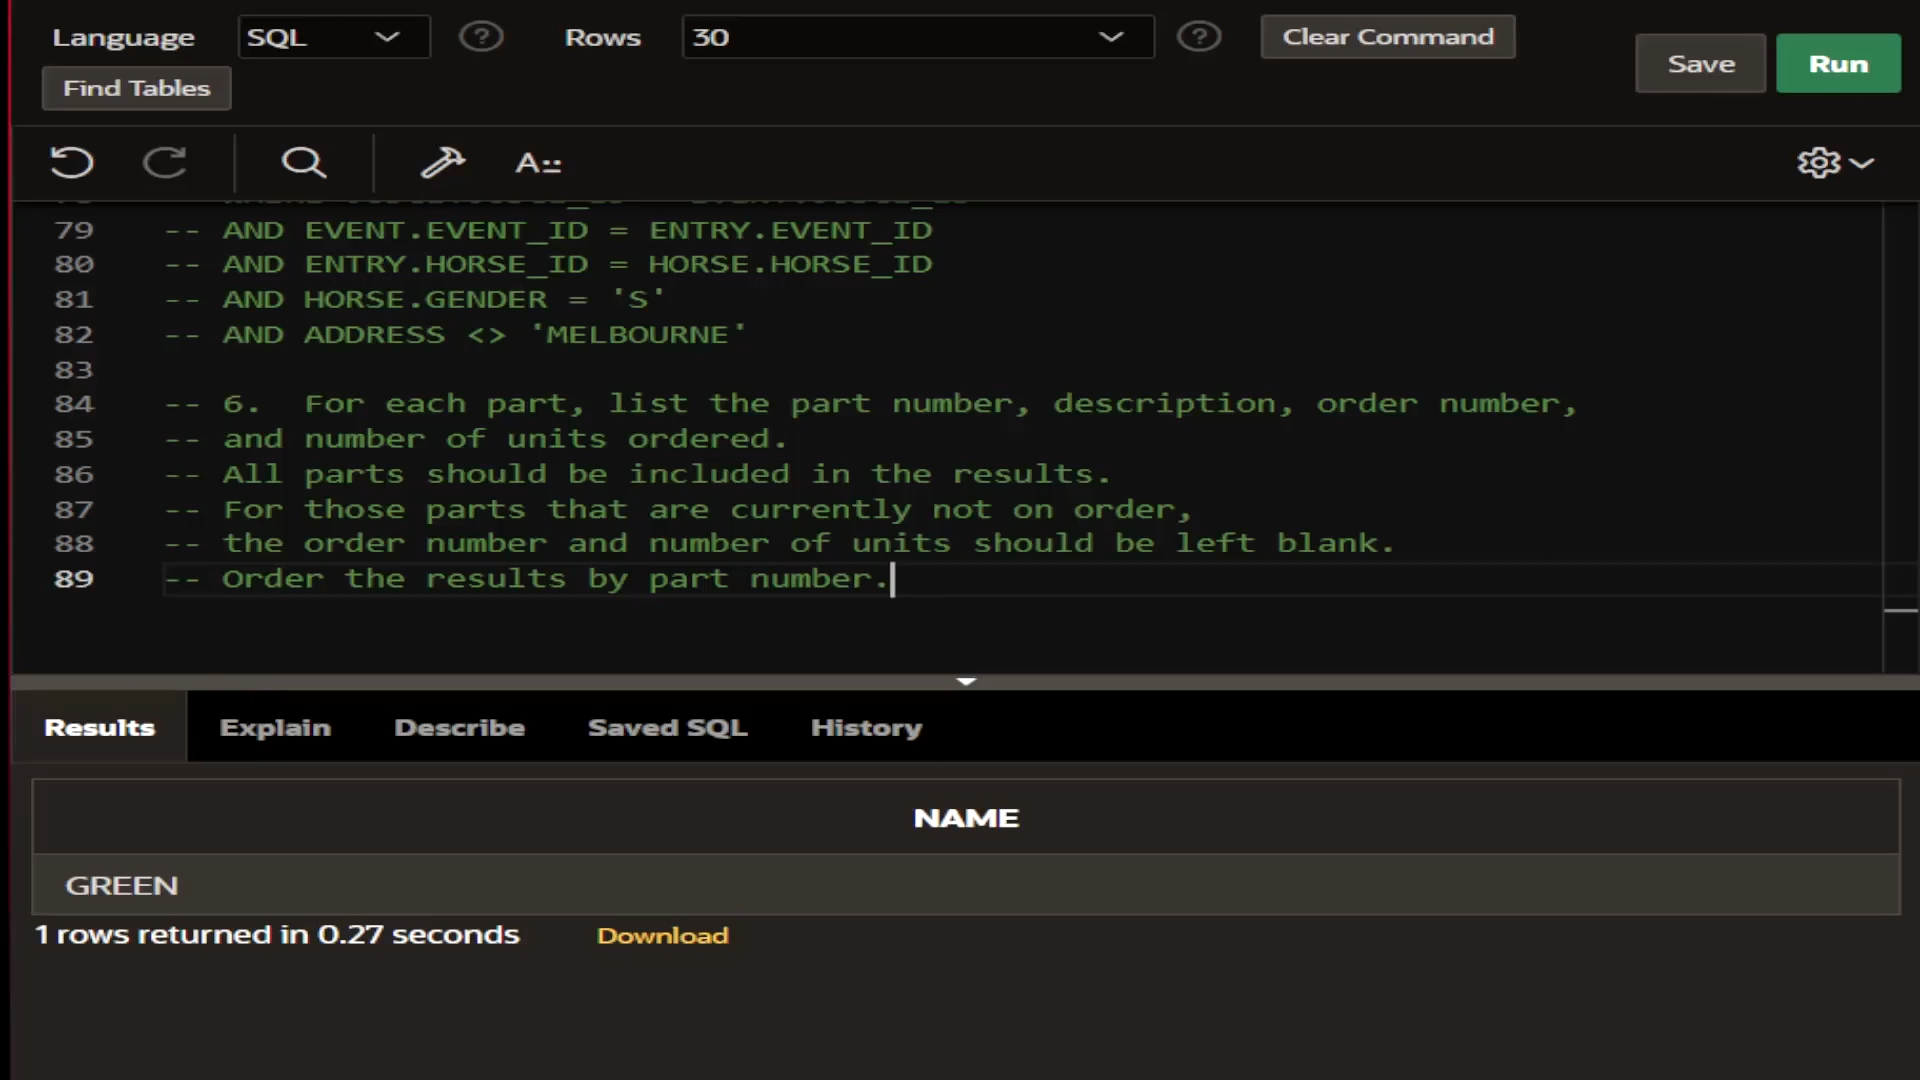 Language SQL ? Rows 30 ? Clear Command Save Run
Find Tables
A
79 -- AND EVENT.EVENT_ID = ENTRY.EVENT_ID
80 -- AND ENTRY.HORSE_ID = HORSE.HORSE_ID
81 -- AND HORSE.GENDER = 'S'
82 -- AND ADDRESS <> 'MELBOURNE'
83
84 -- 6.  For each part, list the part number, description, order number,
85 -- and number of units ordered.
86 -- All parts should be included in the results.
87 -- For those parts that are currently not on order,
88 -- the order number and number of units should be left blank.
89 -- Order the results by part number.
Results Explain Describe Saved SQL History
NAME
GREEN
1 rows returned in 0.27 seconds Download